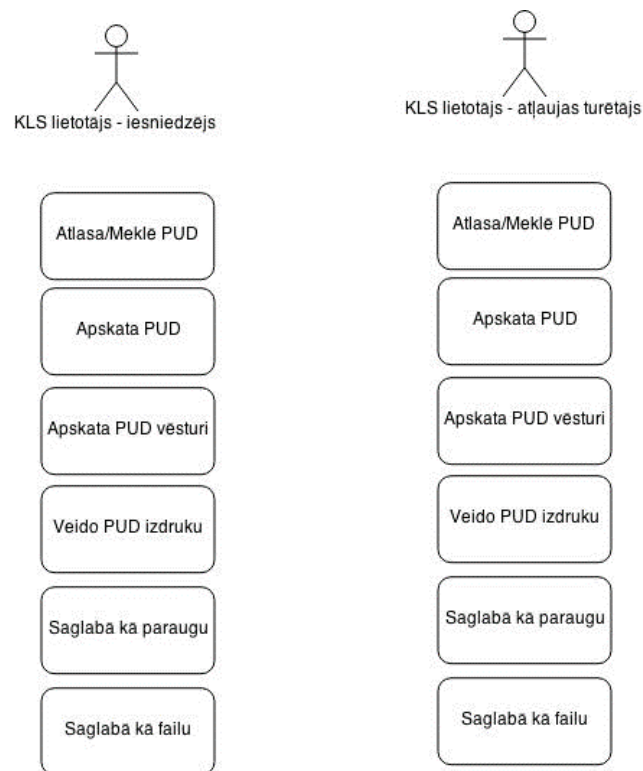 KLS lietotājs - iesniedzējs
Atlasa/Meklē PUD
Apskata PUD
Apskata PUD vēsturi
Veido PUD izdruku
Saglabā kā paraugu
Saglabā kā failu
KLS lietotājs - atļaujas turētājs
Atlasa/Meklē PUD
Apskata PUD
Apskata PUD vēsturi
Veido PUD izdruku
Saglabā kā paraugu
Saglabā kā failu